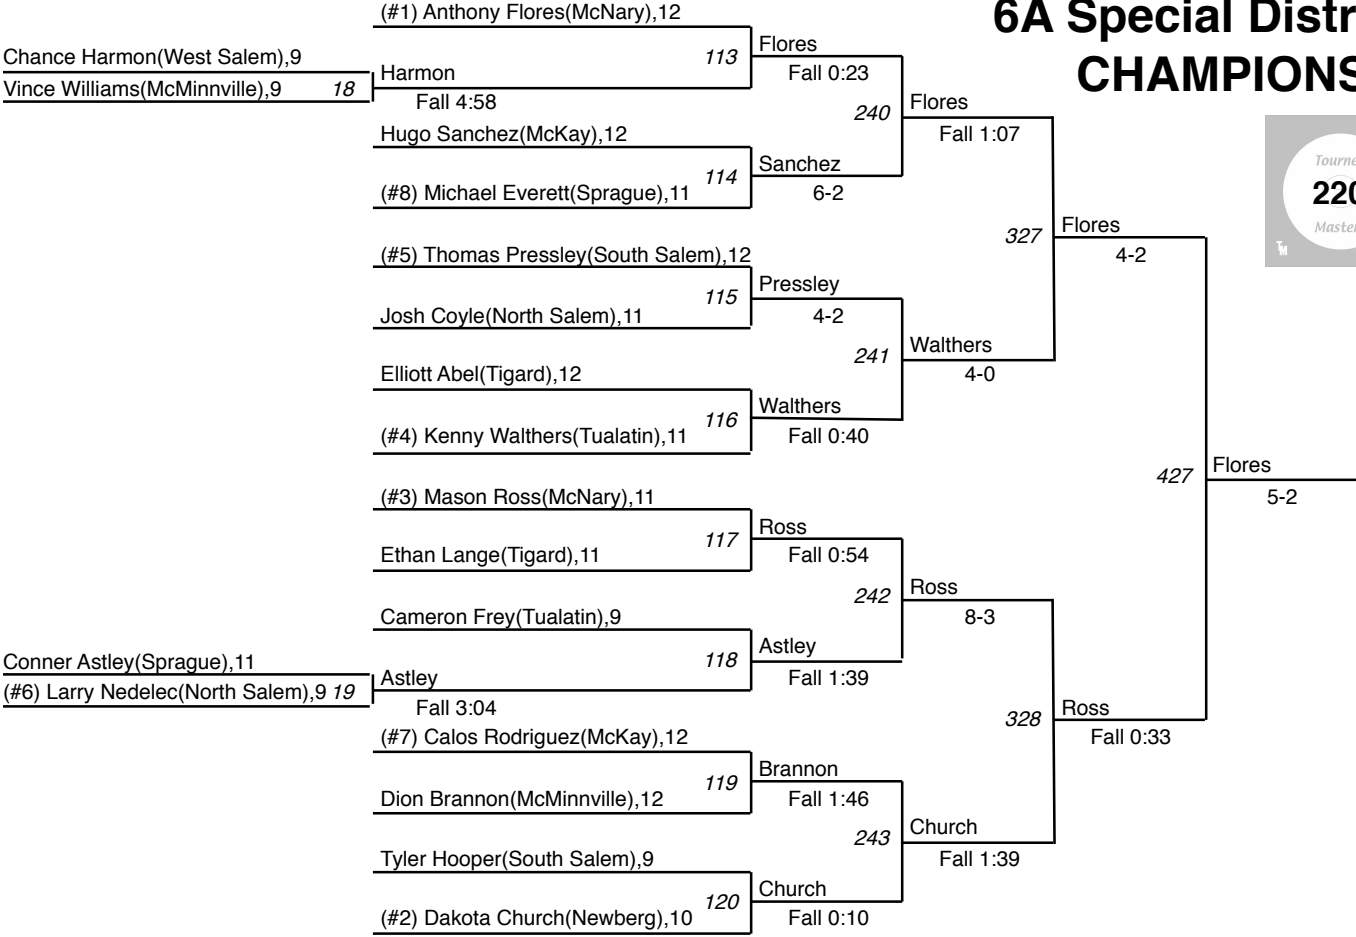 (#1) Anthony Flores(McNary),12
6A Special Distr
Chance Harmon(West Salem),9
113
Flores
Fall 0:23
CHAMPIONS
Vince Williams(McMinnville),9 18
Harmon
Fall 4:58
240
Flores
Fall 1:07
Hugo Sanchez(McKay),12
114
Sanchez
6-2
(#8) Michael Everett(Sprague),11
Tourne
220
Master
TM
327
Flores
4-2
(#5) Thomas Pressley(South Salem),12
115
Pressley
4-2
Josh Coyle(North Salem),11
241
Walthers
4-0
Elliott Abel(Tigard),12
116
Walthers
Fall 0:40
(#4) Kenny Walthers(Tualatin),11
427
Flores
5-2
(#3) Mason Ross(McNary),11
117
Ross
Fall 0:54
Ethan Lange(Tigard),11
242
Ross
8-3
Cameron Frey(Tualatin),9
118
Astley
Fall 1:39
Conner Astley(Sprague),11
(#6) Larry Nedelec(North Salem),9 19
Astley
Fall 3:04
328
Ross
Fall 0:33
(#7) Calos Rodriguez(McKay),12
119
Brannon
Fall 1:46
Dion Brannon(McMinnville),12
243
Church
Fall 1:39
Tyler Hooper(South Salem),9
120
Church
Fall 0:10
(#2) Dakota Church(Newberg),10